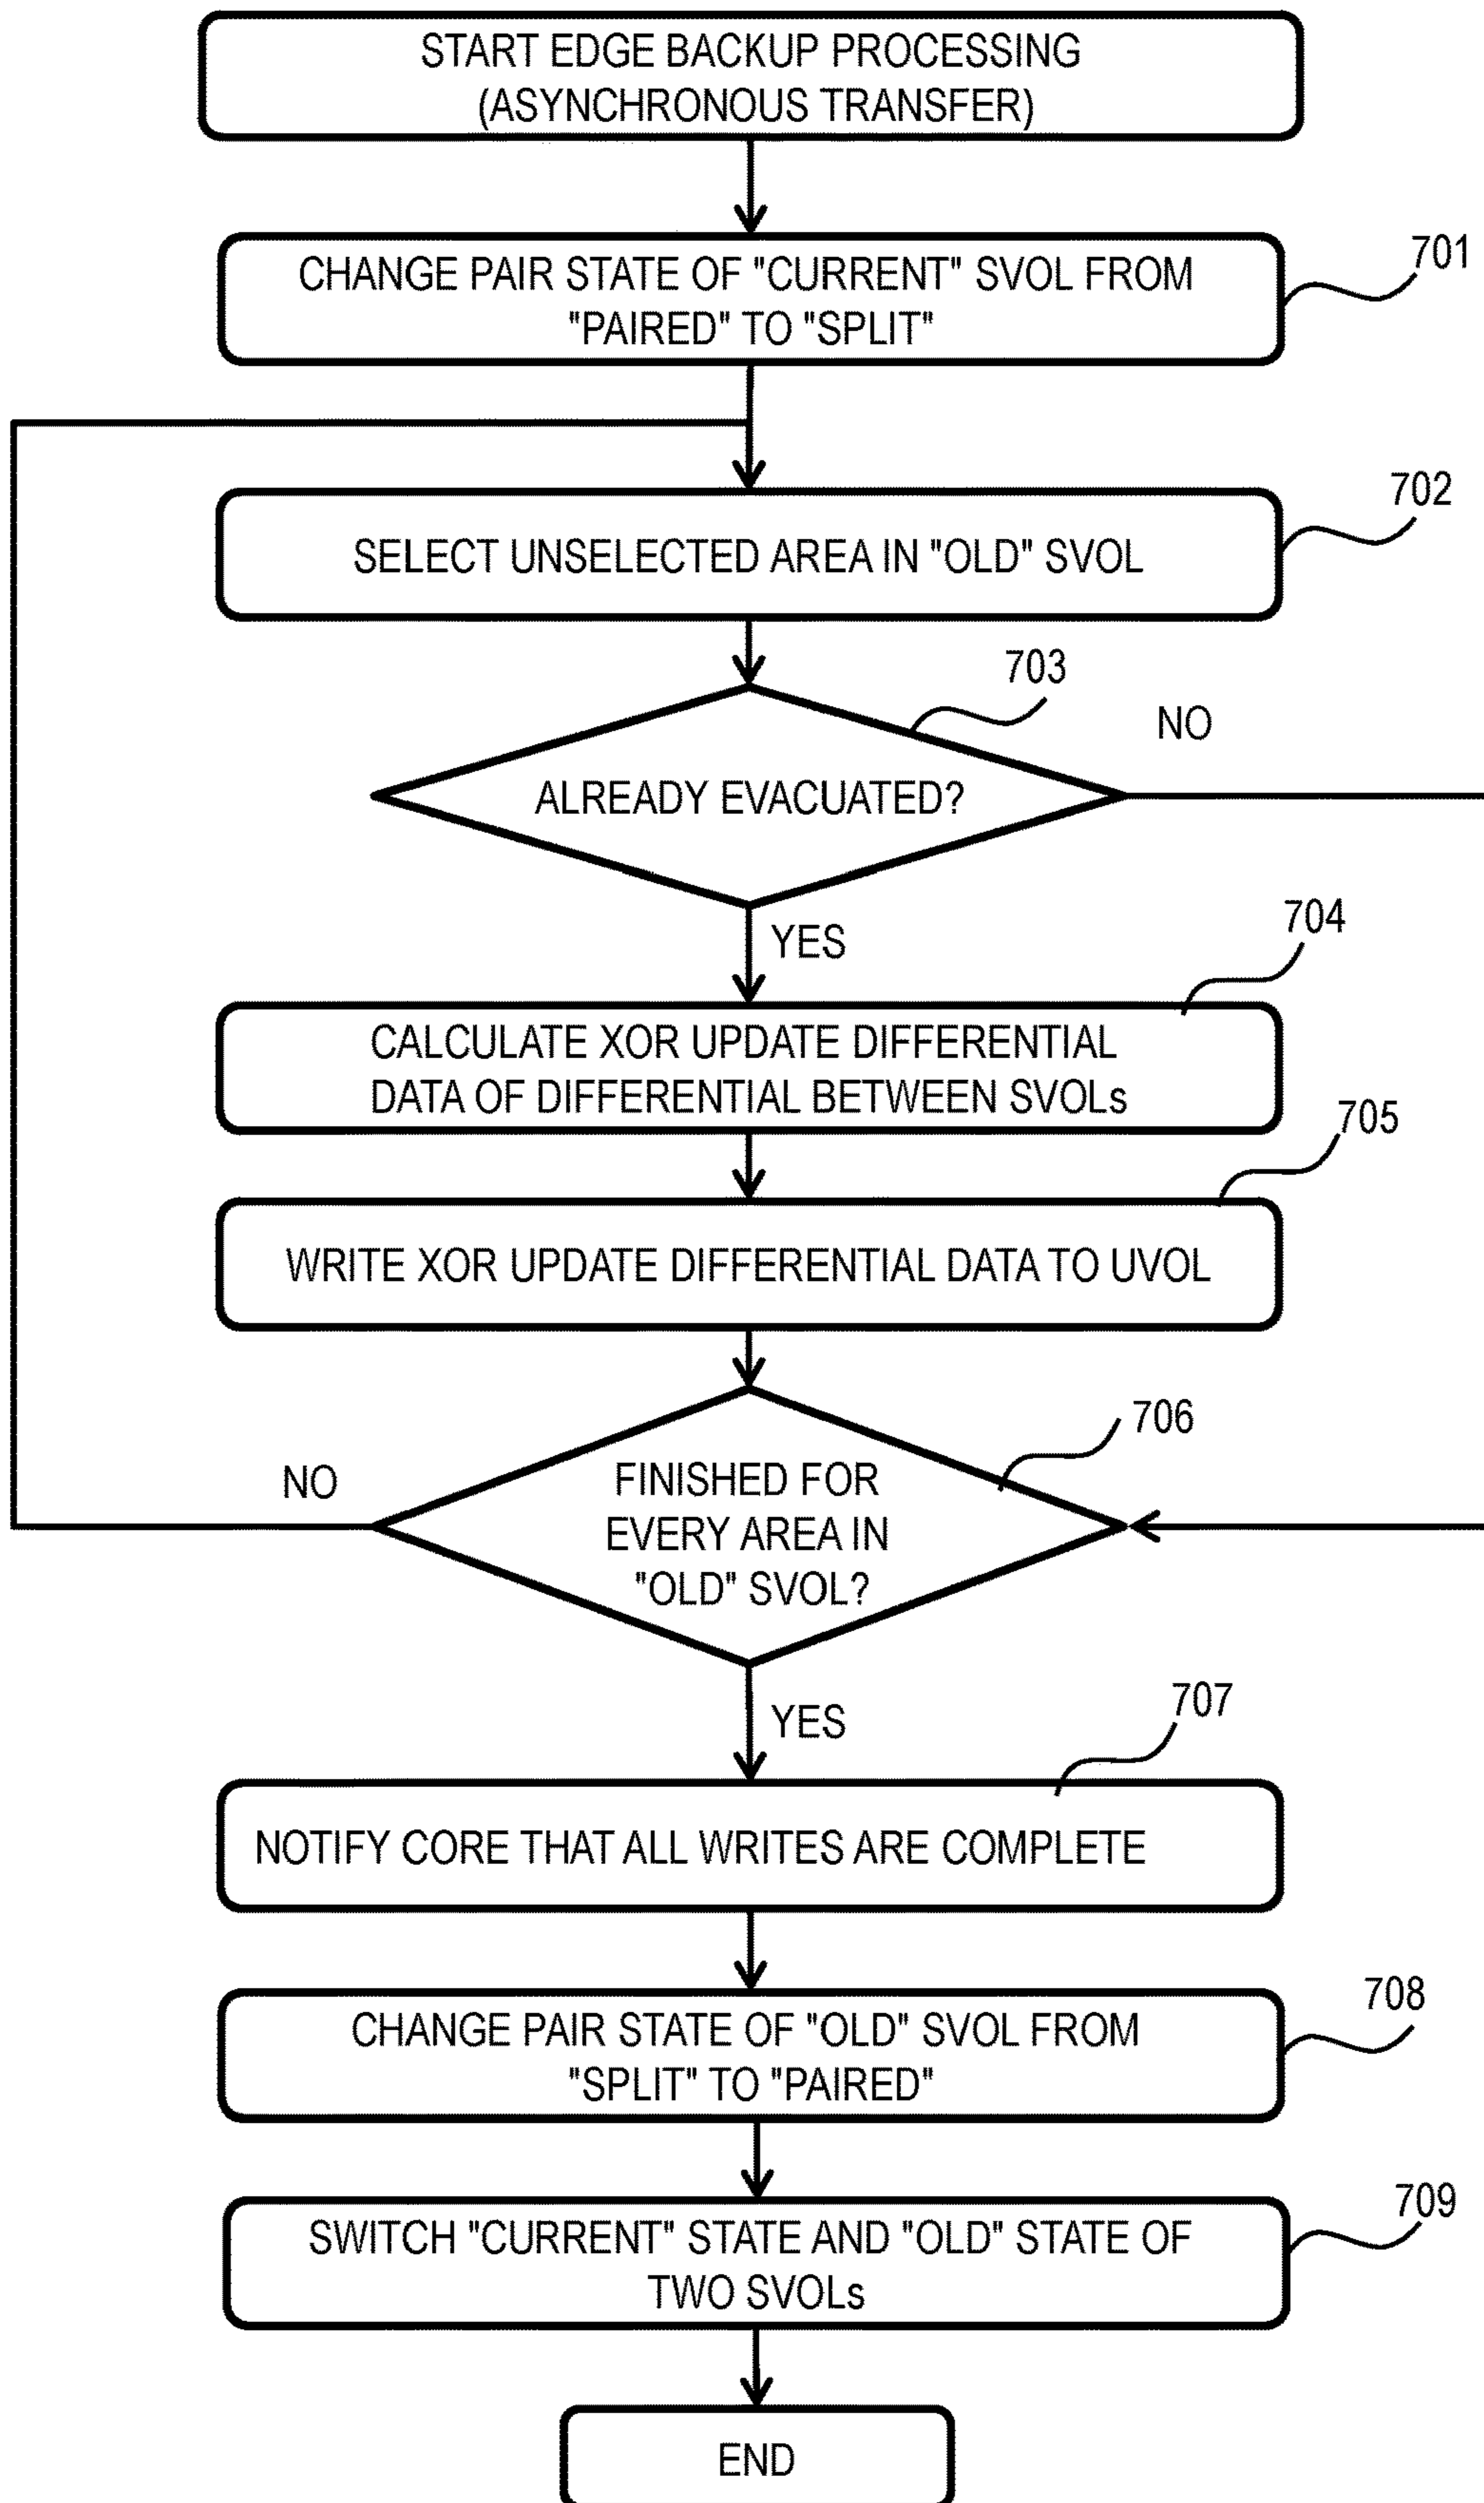 START EDGE BACKUP PROCESSING
(ASYNCHRONOUS TRANSFER)
701
CHANGE PAIR STATE OF "CURRENT" SVOL FROM
"PAIRED" TO "SPLIT"
702
SELECT UNSELECTED AREA IN "OLD" SVOL
703
NO
ALREADY EVACUATED?
YES
704
CALCULATE XOR UPDATE DIFFERENTIAL
DATA OF DIFFERENTIAL BETWEEN SVOLs
705
WRITE XOR UPDATE DIFFERENTIAL DATA TO UVOL
706
NO
FINISHED FOR
EVERY AREA IN
"OLD" SVOL?
YES
707
NOTIFY CORE THAT ALL WRITES ARE COMPLETE
708
CHANGE PAIR STATE OF "OLD" SVOL FROM
"SPLIT" TO "PAIRED"
709
SWITCH "CURRENT" STATE AND "OLD" STATE OF
TWO SVOLs
END